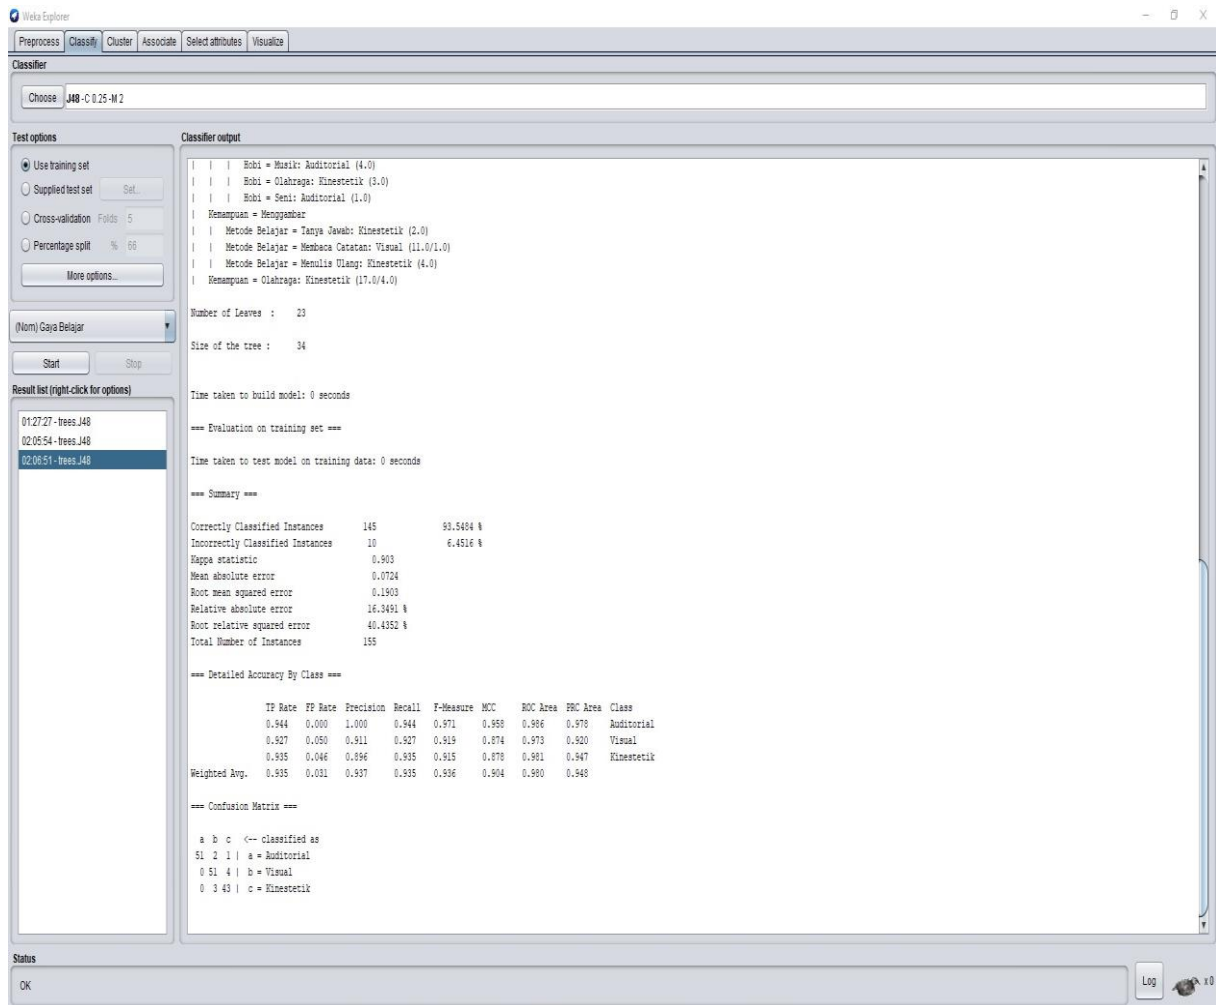 Weka Explorer
Preprocess Classify Cluster Associate Select attributes Visualize
Classifier
Choose J48 -C 0.25 -M 2
Test options
Use training set
Supplied test set Set...
Cross-validation Folds 5
Percentage split % 66
More options...
(Nom) Gaya Belajar
Start Stop
Result list (right-click for options)
01:27:27 - trees.J48
02:05:54 - trees.J48
02:06:51 - trees.J48
Classifier output
| | | Hobi = Musik: Auditorial (4.0)
| | | Hobi = Olahraga: Kinestetik (3.0)
| | | Hobi = Seni: Auditorial (1.0)
| Kemampuan = Menggambar
| | Metode Belajar = Tanya Jawab: Kinestetik (2.0)
| | Metode Belajar = Membaca Catatan: Visual (11.0/1.0)
| | Metode Belajar = Menulis Ulang: Kinestetik (4.0)
| Kemampuan = Olahraga: Kinestetik (17.0/4.0)
Number of Leaves : 23
Size of the tree : 34
Time taken to build model: 0 seconds
=== Evaluation on training set ===
Time taken to test model on training data: 0 seconds
=== Summary ===
Correctly Classified Instances 145 93.5484 %
Incorrectly Classified Instances 10 6.4516 %
Kappa statistic 0.903
Mean absolute error 0.0724
Root mean squared error 0.1903
Relative absolute error 16.3491 %
Root relative squared error 40.4352 %
Total Number of Instances 155
=== Detailed Accuracy By Class ===
TP Rate FP Rate Precision Recall F-Measure MCC ROC Area PRC Area Class
0.944 0.000 1.000 0.944 0.971 0.958 0.986 0.978 Auditorial
0.927 0.050 0.911 0.927 0.919 0.874 0.973 0.920 Visual
0.935 0.046 0.896 0.935 0.915 0.878 0.981 0.947 Kinestetik
Weighted Avg. 0.935 0.031 0.937 0.935 0.936 0.904 0.980 0.948
=== Confusion Matrix ===
a b c <-- classified as
51 2 1 | a = Auditorial
0 51 4 | b = Visual
0 3 43 | c = Kinestetik
Status
OK
Log x 0